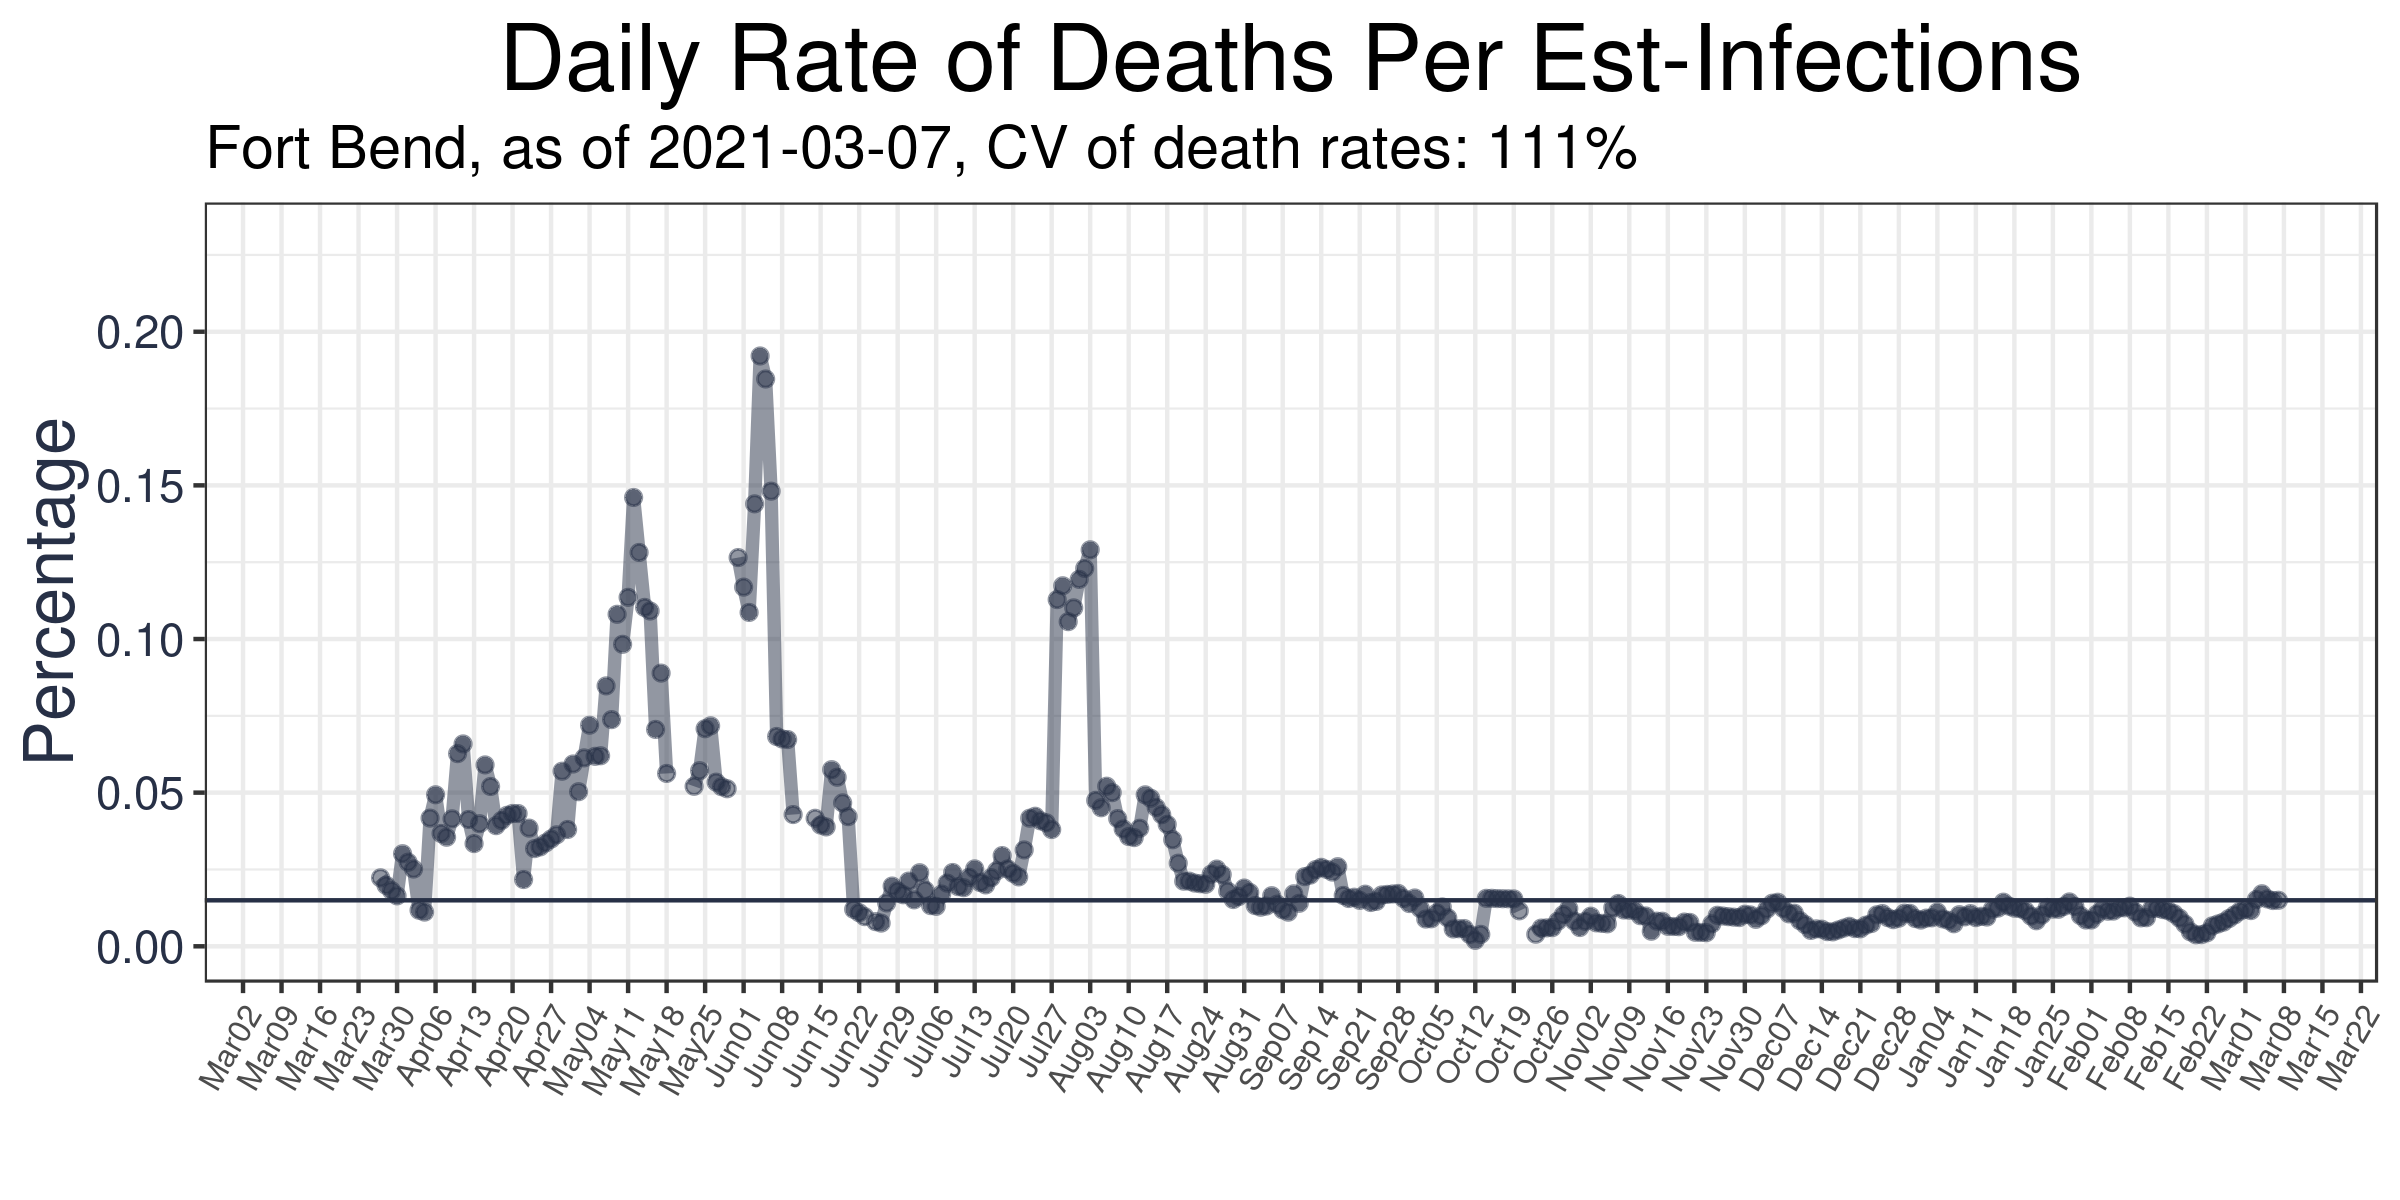 Daily Rate of Deaths Per Est-Infections
Fort Bend, as of 2021-03-07, CV of death rates: 111%
Percentage
0.20
0.15
0.10
0.05
0.00
Mar02
Mar09
Mar16
Mar23
Mar30
Apr06
Apr13
Apr20
Apr27
May04
May11
May18
May25
Jun01
Jun08
Jun15
Jun22
Jun29
Jul06
Jul13
Jul20
Jul27
Aug03
Aug10
Aug17
Aug24
Aug31
Sep07
Sep14
Sep21
Sep28
Oct05
Oct12
Oct19
Oct26
Nov02
Nov09
Nov16
Nov23
Nov30
Dec07
Dec14
Dec21
Dec28
Jan04
Jan11
Jan18
Jan25
Feb01
Feb08
Feb15
Feb22
Mar01
Mar08
Mar15
Mar22